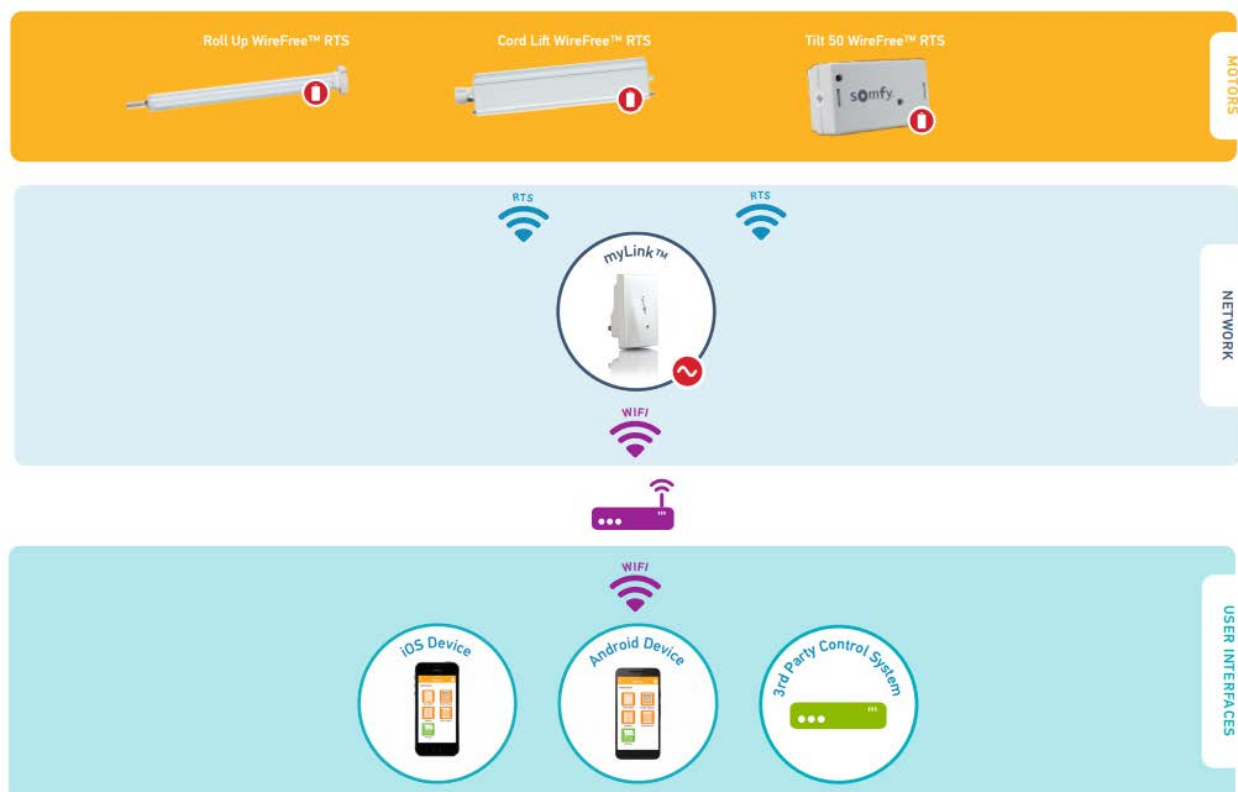 Roll Up WireFree™ RTS
Cord Lift WireFree™ RTS
Tilt 50 WireFree™ RTS
somfy
MOTORS
RTS
RTS
myLink™
NETWORK
WIFI
WIFI
iOS Device
Android Device
3rd Party Control System
USER INTERFACES